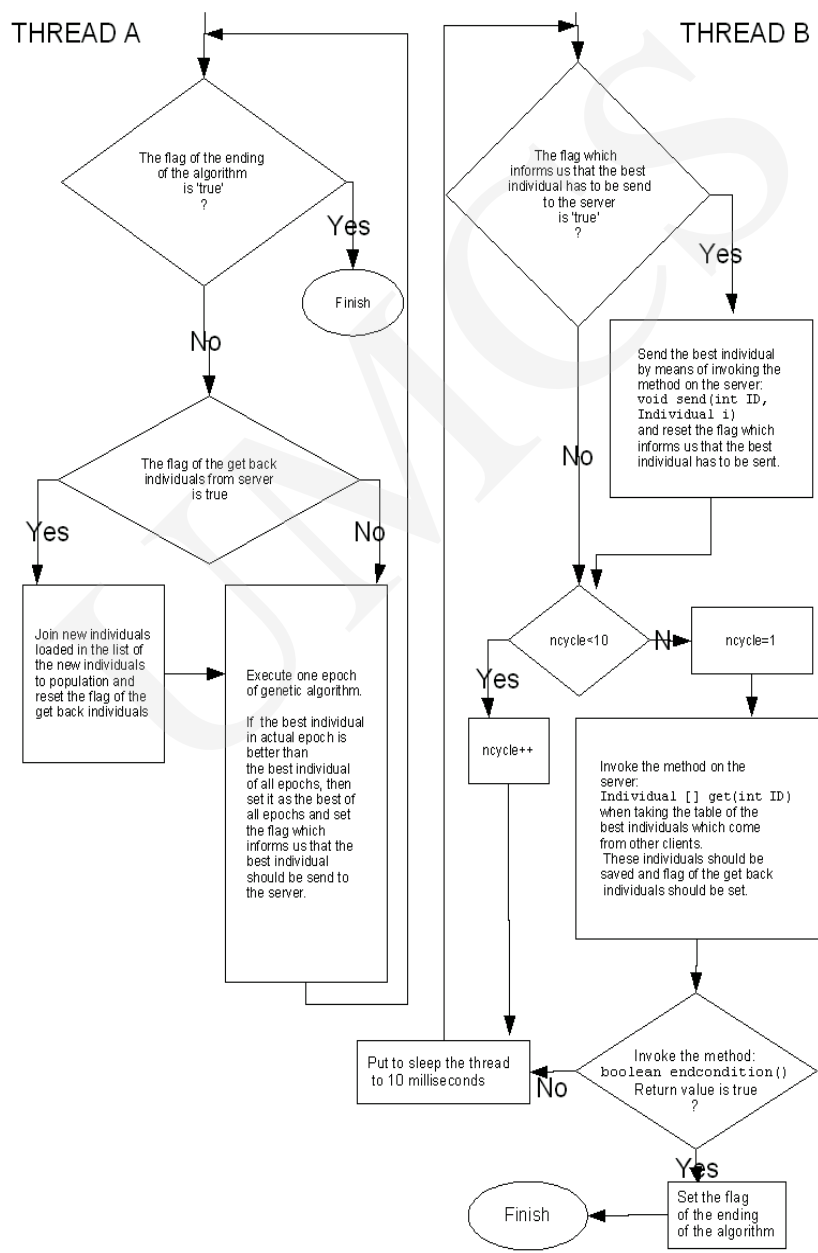 THREAD A
The flag of the ending
of the algorithm
is 'true'
?
Yes
Finish
No
The flag of the get back
individuals from server
is true
Yes
No
Join new individuals
loaded in the list of
the new individuals
to population and
reset the flag of the
get back individuals
Execute one epoch
of genetic algorithm.
If the best individual
in actual epoch is
better than
the best individual
of all epochs, then
set it as the best of
all epochs and set
the flag which
informs us that the
best individual
should be send to
the server.
THREAD B
The flag which
informs us that the best
individual has to be send
to the server
is 'true'
?
Yes
Send the best individual
by means of invoking the
method on the server:
void send(int ID,
Individual i)
and reset the flag which
informs us that the best
individual has to be sent.
No
ncycle<10
N
ncycle=1
Yes
ncycle++
Invoke the method on the
server:
Individual [] get(int ID)
when taking the table of the
best individuals which come
from other clients.
These individuals should be
saved and flag of the get back
individuals should be set.
Put to sleep the thread
to 10 milliseconds
No
Invoke the method:
boolean endcondition()
Return value is true
?
Yes
Set the flag
of the ending
of the algorithm
Finish
UMCS